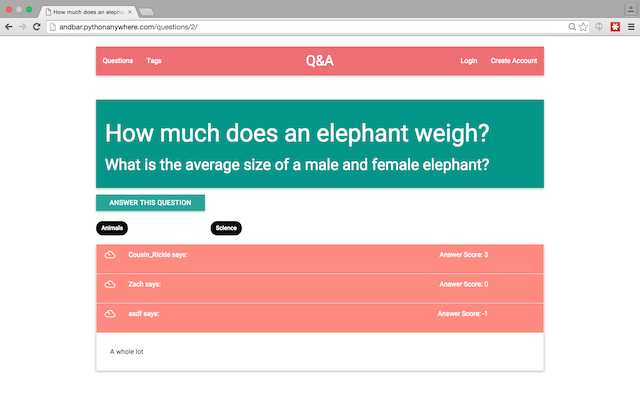 How much does an elepha
andbar.pythonanywhere.com/questions/2/
Questions Tags Q&A Login Create Account
How much does an elephant weigh?
What is the average size of a male and female elephant?
ANSWER THIS QUESTION
Animals Science
Cousin_Rickie says: Answer Score: 3
Zach says: Answer Score: 0
asdf says: Answer Score: -1
A whole lot